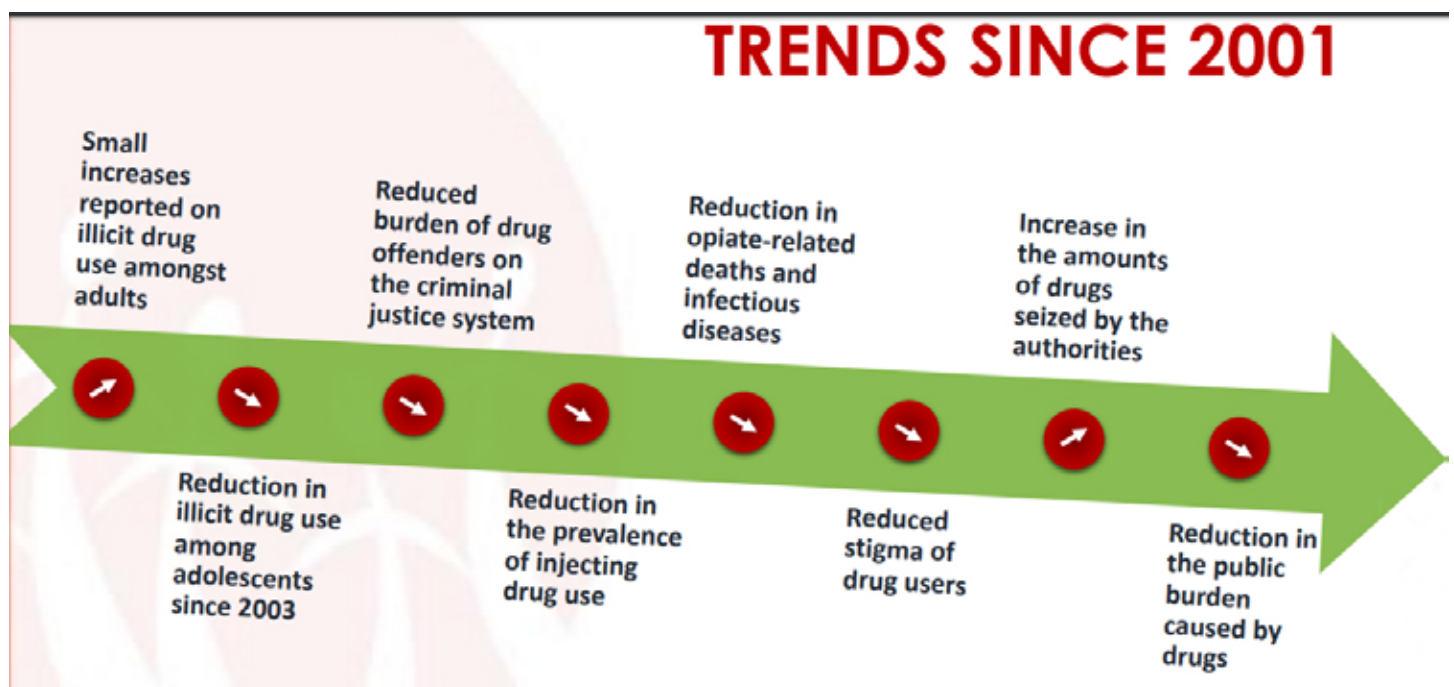 TRENDS SINCE 2001
Small
increases
reported on
illicit drug
use amongst
adults
Reduction in
illicit drug use
among
adolescents
since 2003
Reduced
burden of drug
offenders on
the criminal
justice system
Reduction in
the prevalence
of injecting
drug use
Reduction in
opiate-related
deaths and
infectious
diseases
Reduced
stigma of
drug users
Increase in
the amounts
of drugs
seized by the
authorities
Reduction in
the public
burden
caused by
drugs